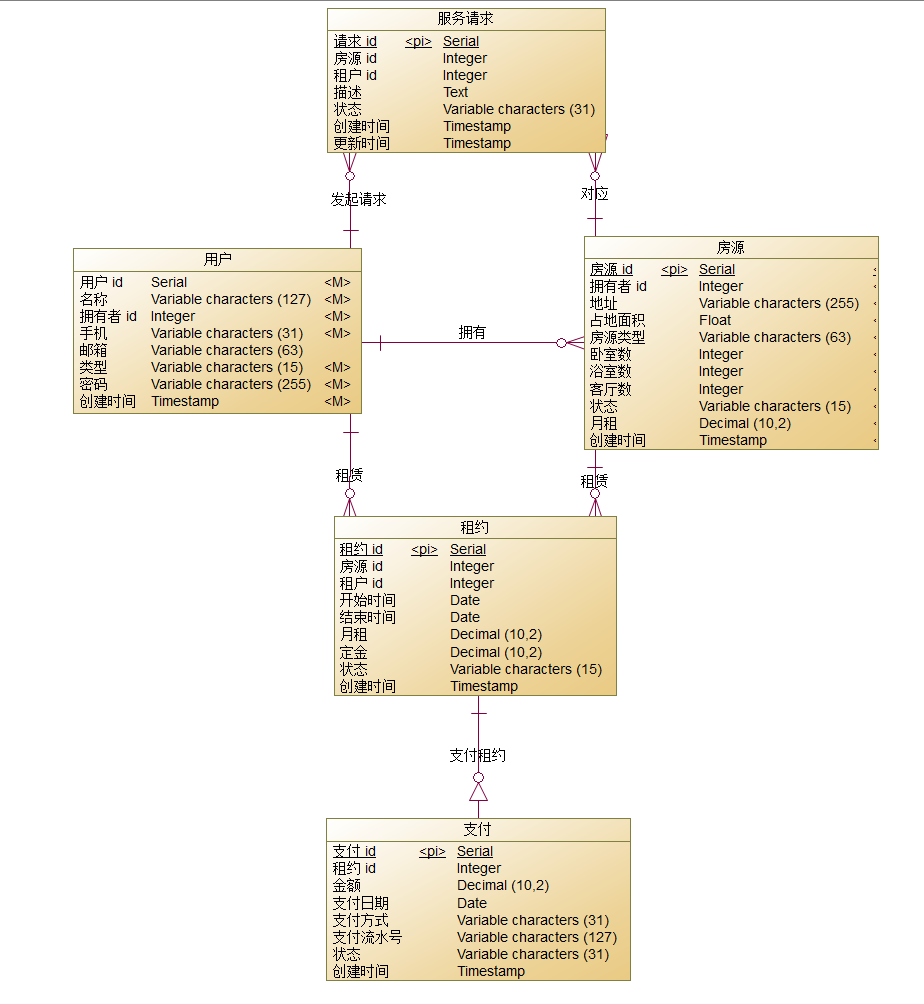 服务请求
请求 id <pi> Serial
房源 id Integer
租户 id Integer
描述 Text
状态 Variable characters (31)
创建时间 Timestamp
更新时间 Timestamp
发起请求
对应
用户
用户 id Serial <M>
名称 Variable characters (127) <M>
拥有者 id Integer <M>
手机 Variable characters (31) <M>
邮箱 Variable characters (63)
类型 Variable characters (15) <M>
密码 Variable characters (255) <M>
创建时间 Timestamp <M>
拥有
房源
房源 id <pi> Serial
拥有者 id Integer
地址 Variable characters (255)
占地面积 Float
房源类型 Variable characters (63)
卧室数 Integer
浴室数 Integer
客厅数 Integer
状态 Variable characters (15)
月租 Decimal (10,2)
创建时间 Timestamp
租赁
租赁
租约
租约 id <pi> Serial
房源 id Integer
租户 id Integer
开始时间 Date
结束时间 Date
月租 Decimal (10,2)
定金 Decimal (10,2)
状态 Variable characters (15)
创建时间 Timestamp
支付租约
支付
支付 id <pi> Serial
租约 id Integer
金额 Decimal (10,2)
支付日期 Date
支付方式 Variable characters (31)
支付流水号 Variable characters (127)
状态 Variable characters (31)
创建时间 Timestamp